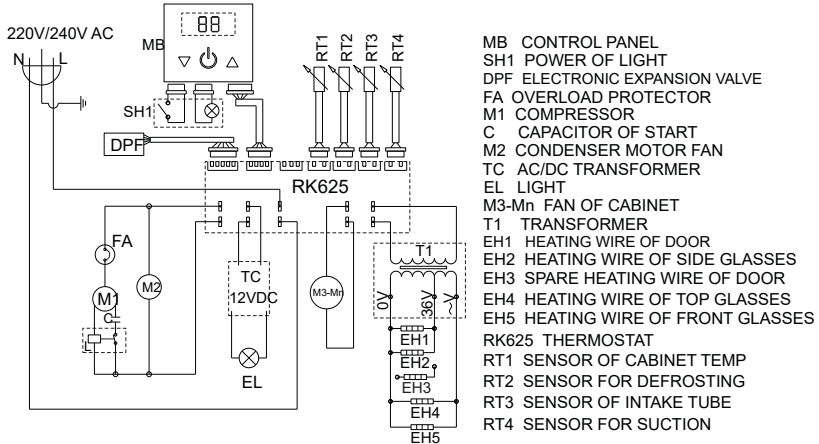 220V/240V AC
N L
88
MB
SH1
DPF
RT1
RT2
RT3
RT4
RK625
FA
M1
M2
C
L
TC
12VDC
EL
M3-Mn
T1
0V
36V
V
~
EH1
EH2
EH3
EH4
EH5
MB CONTROL PANEL
SH1 POWER OF LIGHT
DPF ELECTRONIC EXPANSION VALVE
FA OVERLOAD PROTECTOR
M1 COMPRESSOR
C CAPACITOR OF START
M2 CONDENSER MOTOR FAN
TC AC/DC TRANSFORMER
EL LIGHT
M3-Mn FAN OF CABINET
T1 TRANSFORMER
EH1 HEATING WIRE OF DOOR
EH2 HEATING WIRE OF SIDE GLASSES
EH3 SPARE HEATING WIRE OF DOOR
EH4 HEATING WIRE OF TOP GLASSES
EH5 HEATING WIRE OF FRONT GLASSES
RK625 THERMOSTAT
RT1 SENSOR OF CABINET TEMP
RT2 SENSOR FOR DEFROSTING
RT3 SENSOR OF INTAKE TUBE
RT4 SENSOR FOR SUCTION